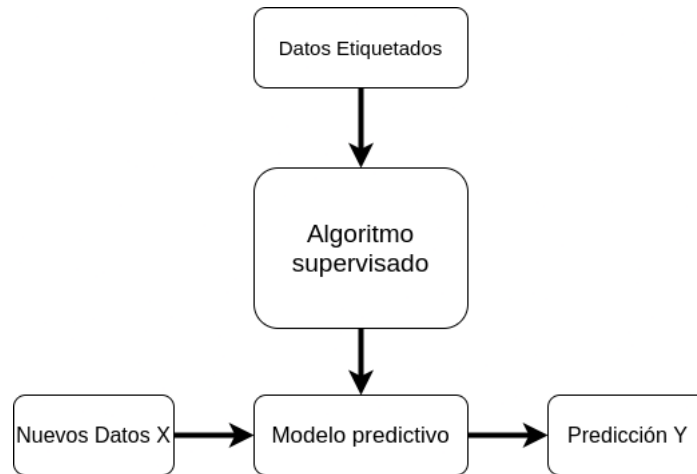 Datos Etiquetados
Algoritmo
supervisado
Nuevos Datos X
Modelo predictivo
Predicción Y